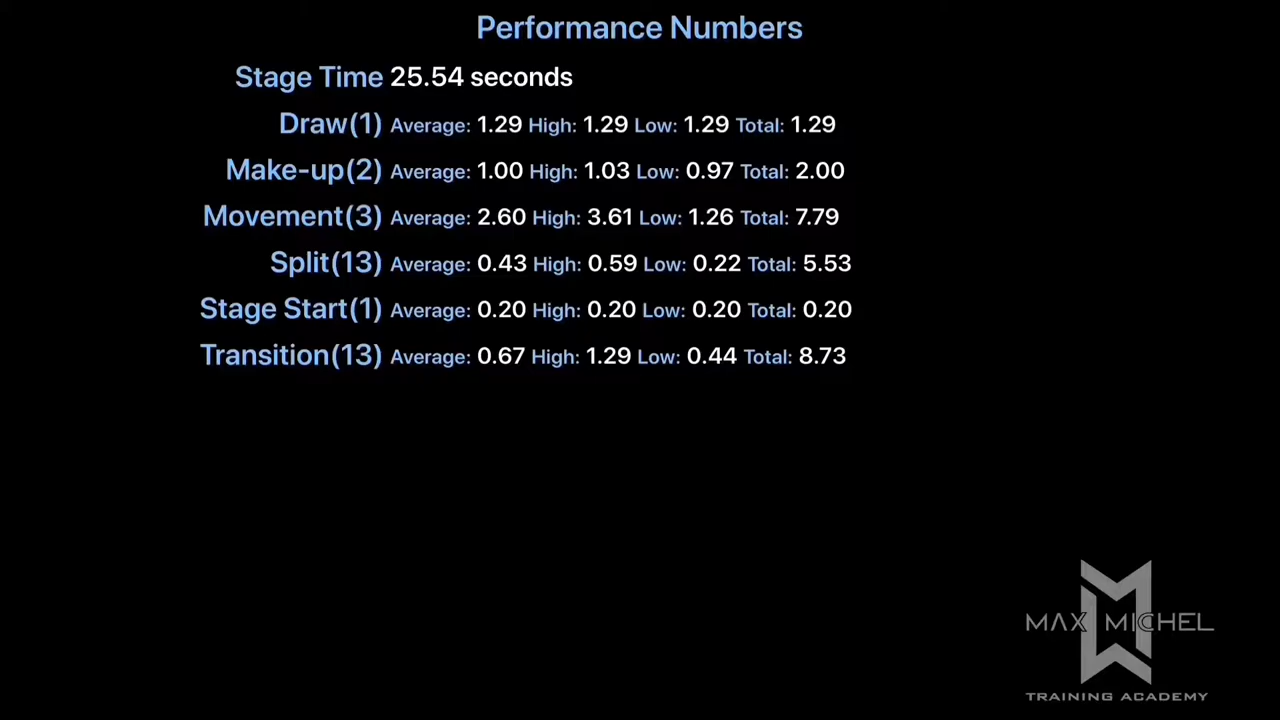 Performance Numbers
Stage Time 25.54 seconds
Draw(1) Average: 1.29 High: 1.29 Low: 1.29 Total: 1.29
Make-up(2) Average: 1.00 High: 1.03 Low: 0.97 Total: 2.00
Movement(3) Average: 2.60 High: 3.61 Low: 1.26 Total: 7.79
Split(13) Average: 0.43 High: 0.59 Low: 0.22 Total: 5.53
Stage Start(1) Average: 0.20 High: 0.20 Low: 0.20 Total: 0.20
Transition(13) Average: 0.67 High: 1.29 Low: 0.44 Total: 8.73
MAX MICHEL
TRAINING ACADEMY